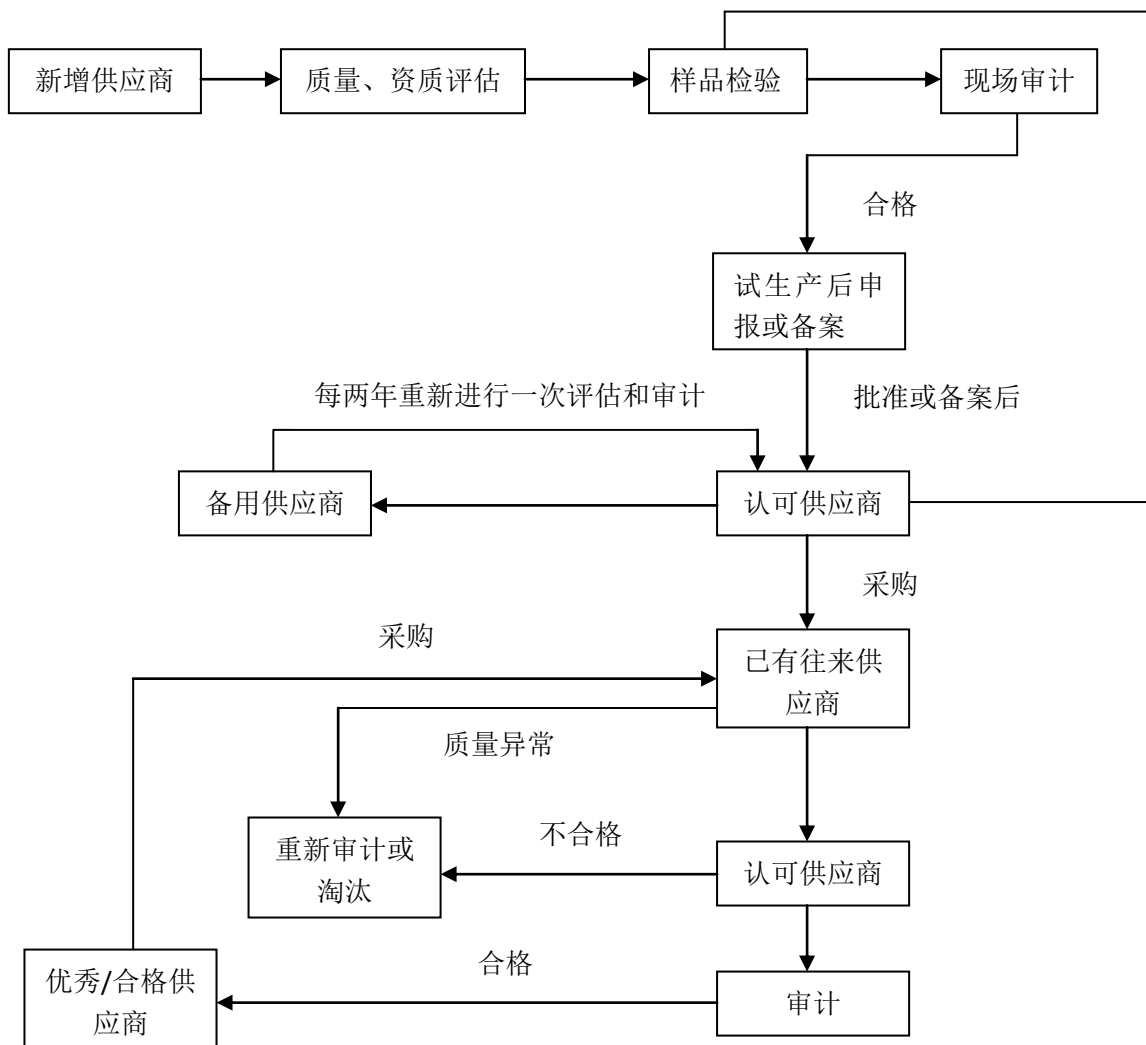 新增供应商
质量、资质评估
样品检验
现场审计
合格
试生产后申
报或备案
每两年重新进行一次评估和审计
批准或备案后
备用供应商
认可供应商
采购
采购
已有往来供
应商
质量异常
重新审计或
淘汰
不合格
认可供应商
优秀/合格供
应商
合格
审计